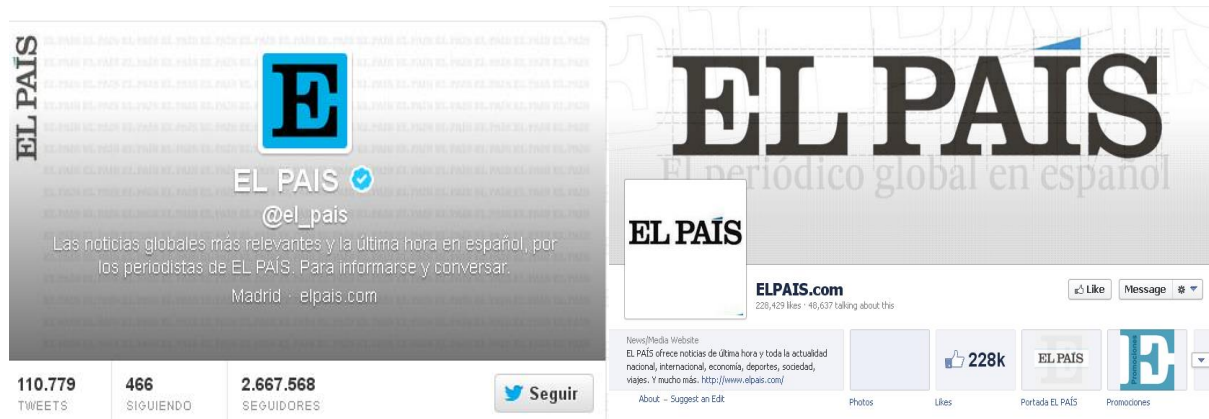 EL PAÍS
E
EL PAIS
@el_pais
Las noticias globales más relevantes y la última hora en español, por
los periodistas de EL PAÍS. Para informarse y conversar.
Madrid · elpais.com
110.779
TWEETS
466
SIGUIENDO
2.667.568
SEGUIDORES
Seguir
EL PAÍS
El periódico global en español
EL PAÍS
ELPAIS.com
228,429 likes · 48,637 talking about this
Like
Message
News/Media Website
EL PAÍS ofrece noticias de última hora y toda la actualidad
nacional, internacional, economía, deportes, sociedad,
viajes. Y mucho más. http://www.elpais.com/
About – Suggest an Edit
Photos
228k
Likes
EL PAÍS
Portada EL PAÍS
Promociones
E
Promociones